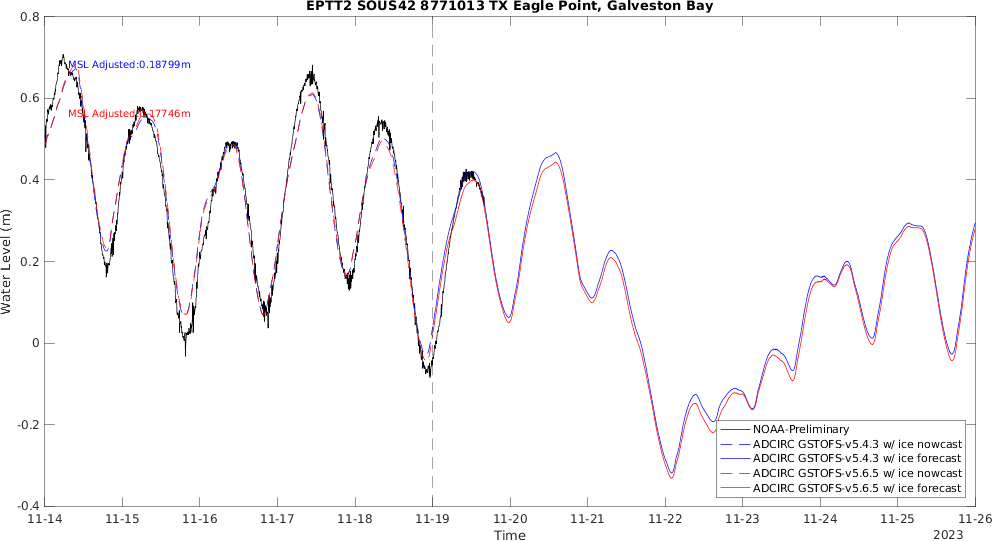 EPTT2 SOUS42 8771013 TX Eagle Point, Galveston Bay
0.8
0.6
0.4
0.2
0
-0.2
-0.4
Water Level (m)
MSL Adjusted:0.18799m
MSL Adjusted:0.17746m
NOAA-Preliminary
ADCIRC GSTOFS-v5.4.3 w/ ice nowcast
ADCIRC GSTOFS-v5.4.3 w/ ice forecast
ADCIRC GSTOFS-v5.6.5 w/ ice nowcast
ADCIRC GSTOFS-v5.6.5 w/ ice forecast
11-14 11-15 11-16 11-17 11-18 11-19 11-20 11-21 11-22 11-23 11-24 11-25 11-26
Time
2023